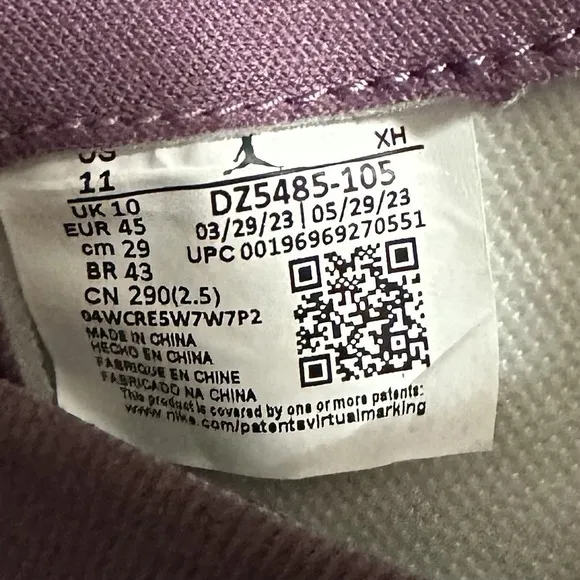 US
XH
11
DZ5485-105
UK 10
03/29/23 | 05/29/23
EUR 45
UPC 00196969270551
cm 29
BR 43
CN 290(2.5)
04WCRE5W7W7P2
MADE IN CHINA
HECHO EN CHINA
FABRIQUE EN CHINE
FABRICADO NA CHINA
This product is covered by one or more patents:
www.nike.com/patentsvirtualmarking